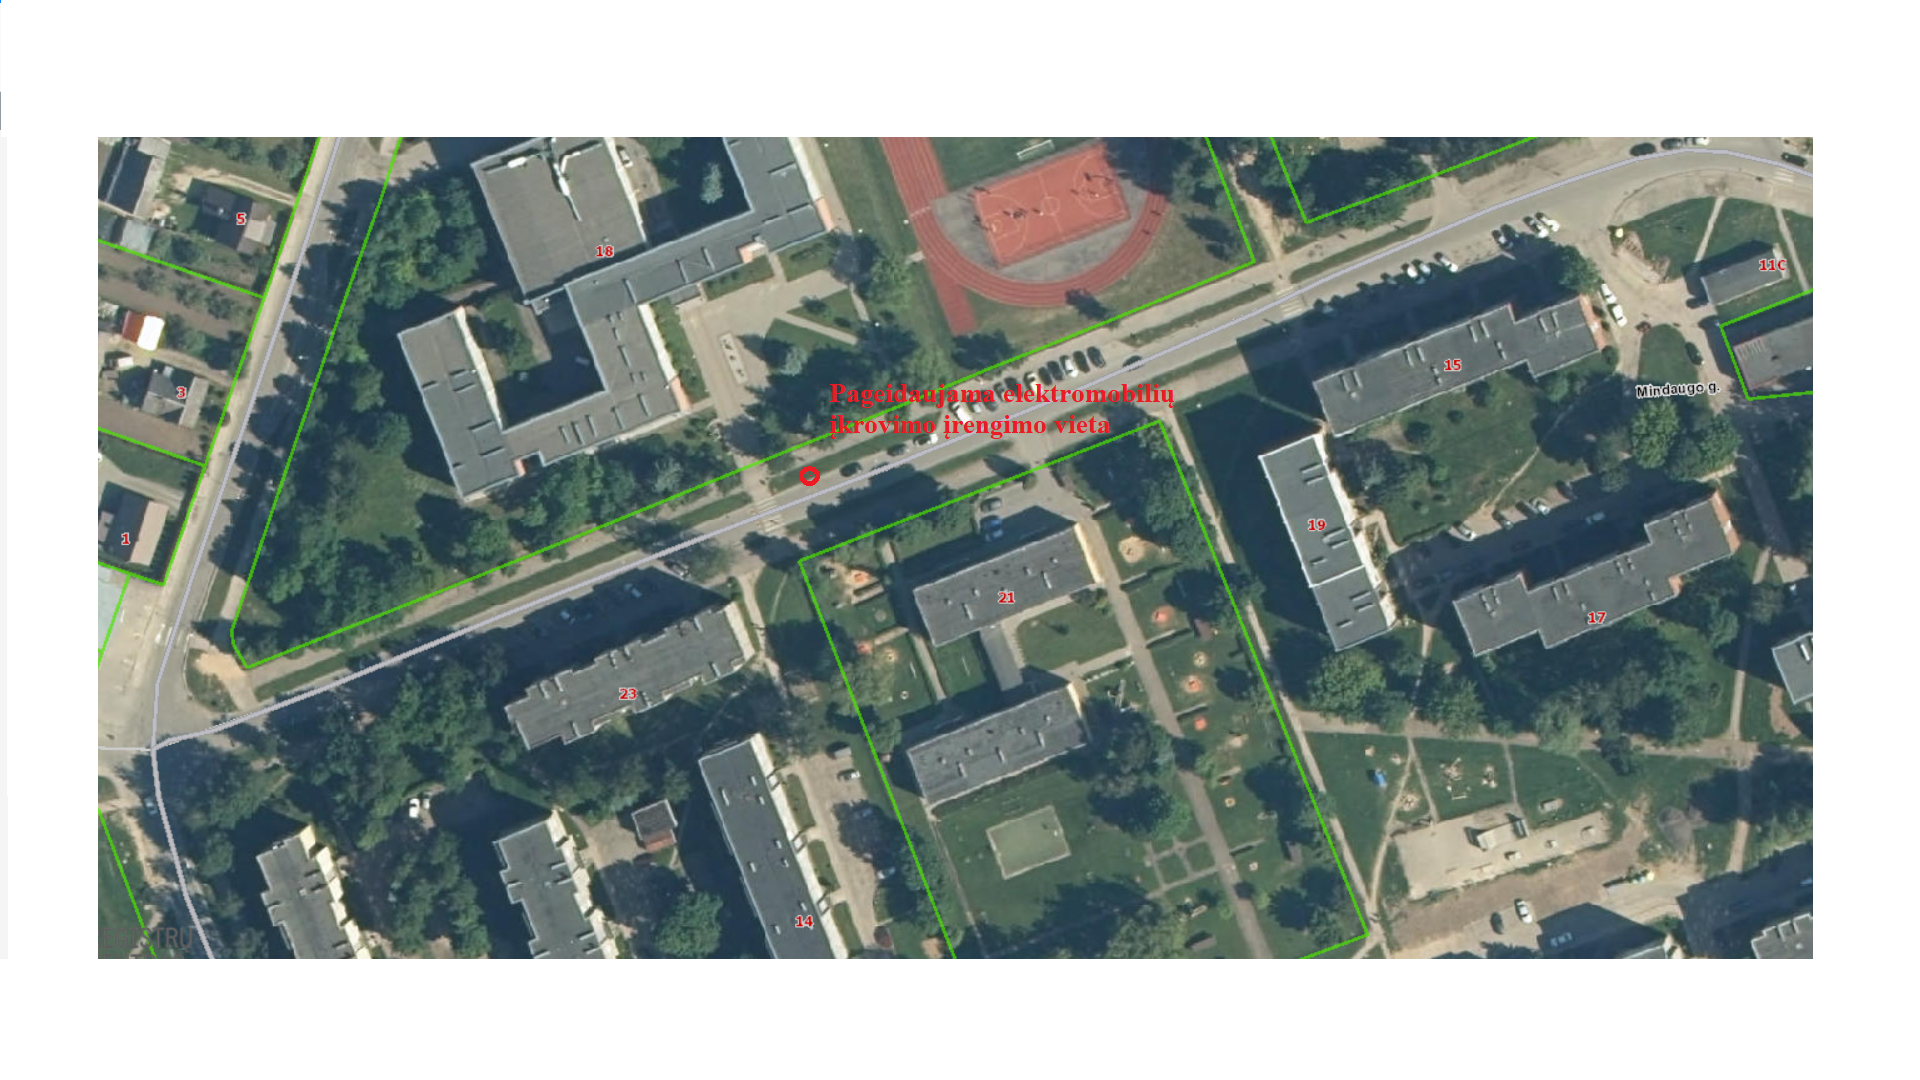 5
18
11C
3
15
Mindaugo g.
Pageidaujama elektromobilių
įkrovimo įrengimo vieta
19
1
21
17
23
14